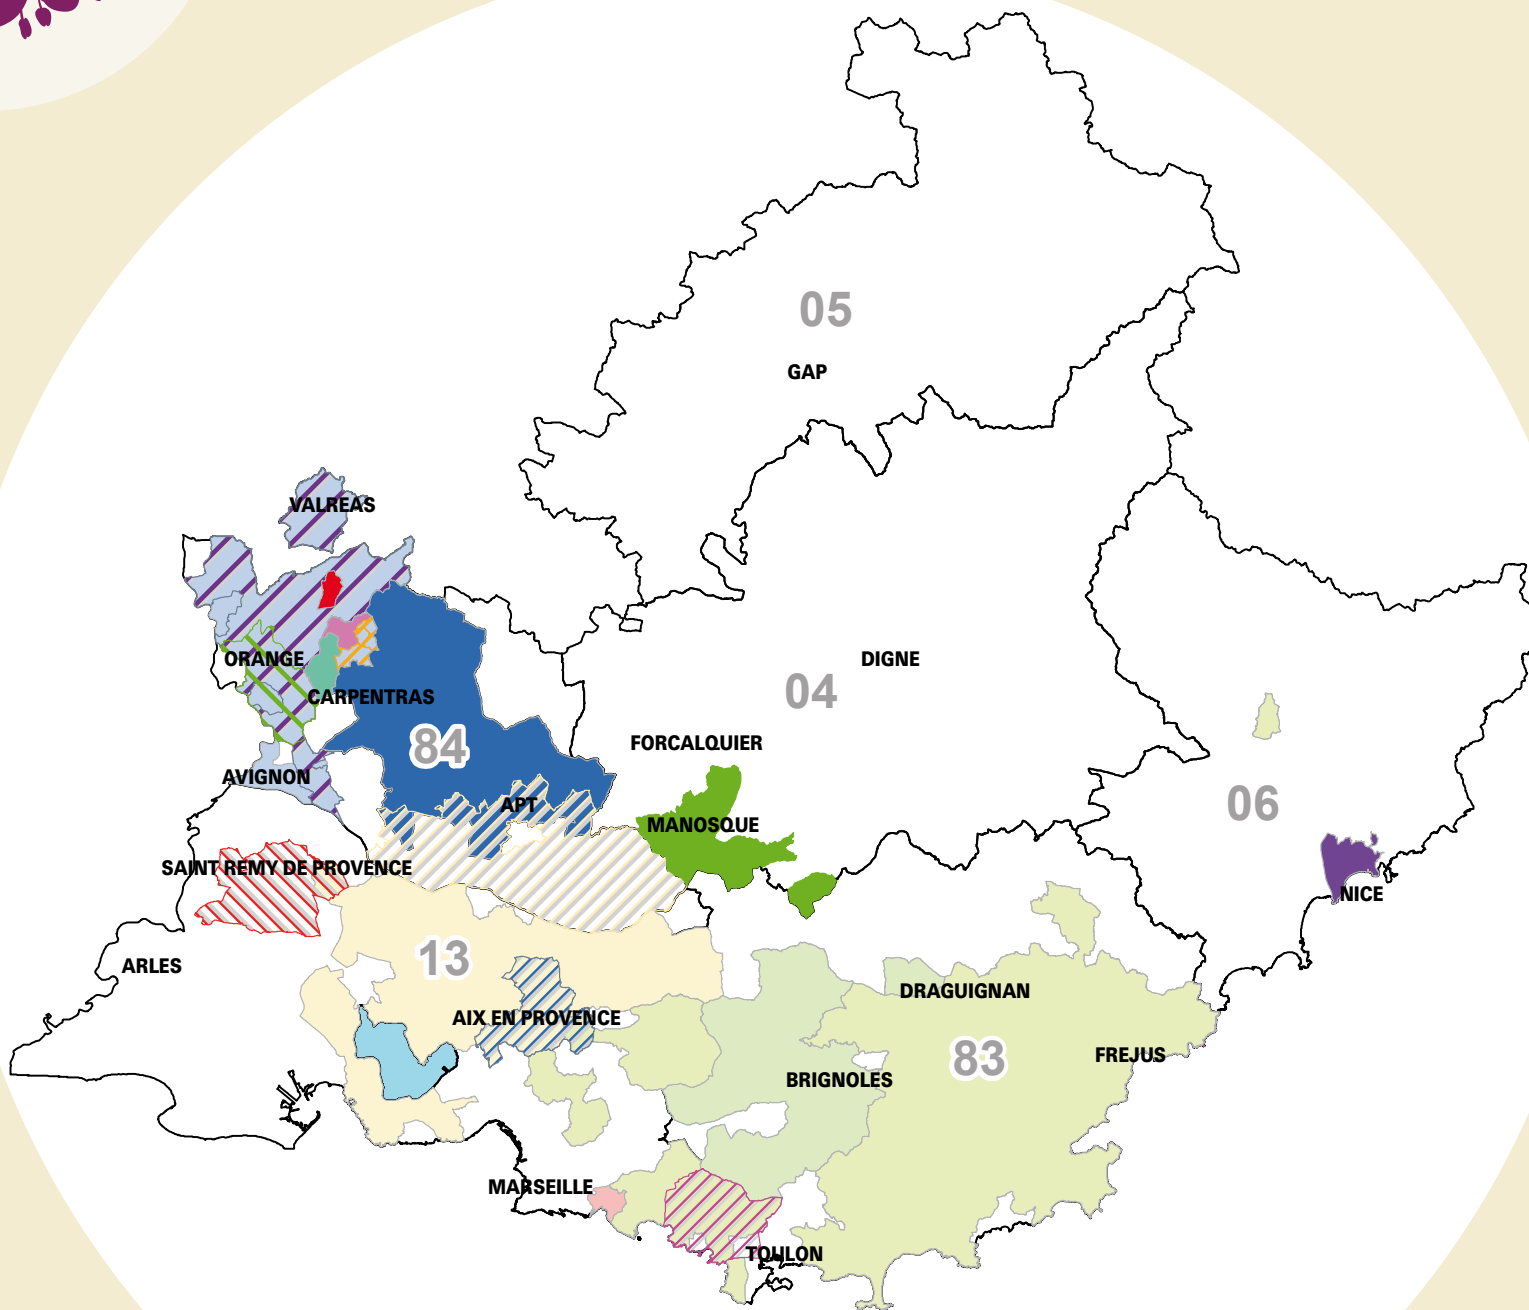 05
GAP
VALREAS
ORANGE
DIGNE
04
CARPENTRAS
84
FORCALQUIER
AVIGNON
APT
06
MANOSQUE
SAINT REMY DE PROVENCE
NICE
13
ARLES
DRAGUIGNAN
AIX EN PROVENCE
83
FREJUS
BRIGNOLES
MARSEILLE
TOULON